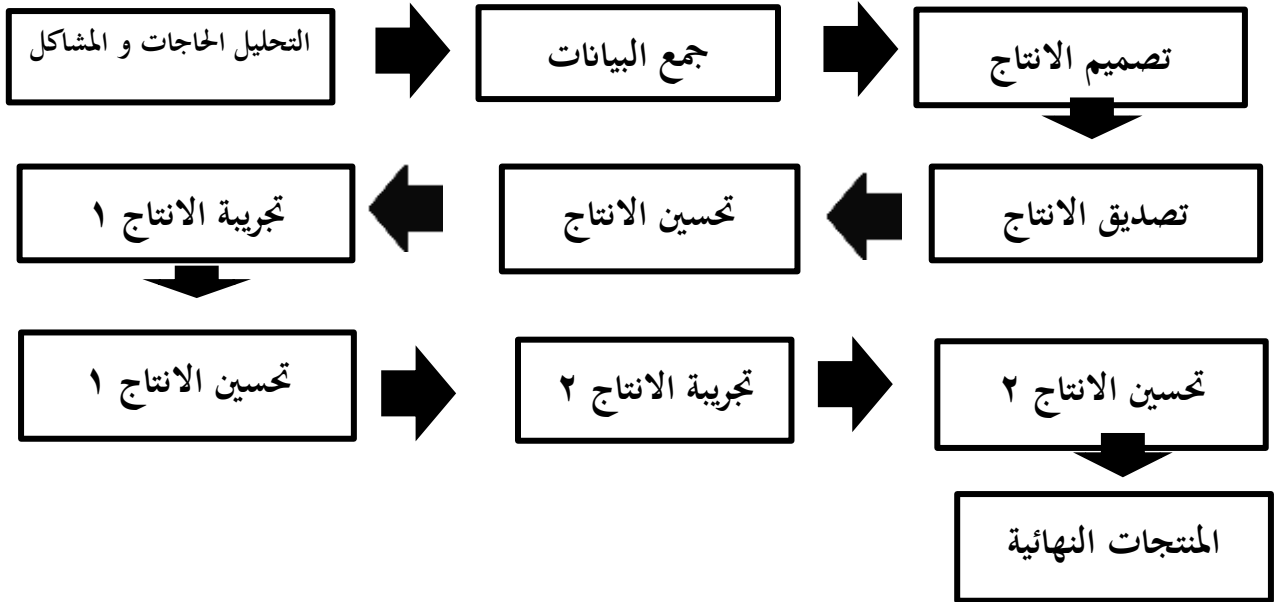 التحليل الحاجات و المشاكل
جمع البيانات
تصميم الانتاج
تصديق الانتاج
تحسين الانتاج
تجريبة الانتاج ١
تحسين الانتاج ١
تجريبة الانتاج ٢
تحسين الانتاج ٢
المنتجات النهائية